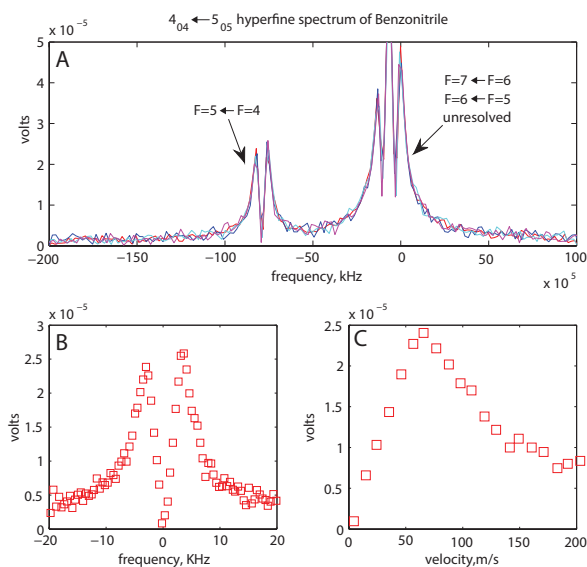 4₀₄ ←5₀₅ hyperfine spectrum of Benzonitrile
x 10⁻⁵
5
4
3
2
1
0
volts
A
F=5 ← F=4
F=7 ← F=6
F=6 ← F=5
unresolved
−200
−150
−100
−50
0
50
100
frequency, kHz
x 10⁵
x 10⁻⁵
3
2.5
2
1.5
1
0.5
0
volts
B
−20
−10
0
10
20
frequency, KHz
x 10⁻⁵
2.5
2
1.5
1
0.5
0
volts
C
0
50
100
150
200
velocity,m/s